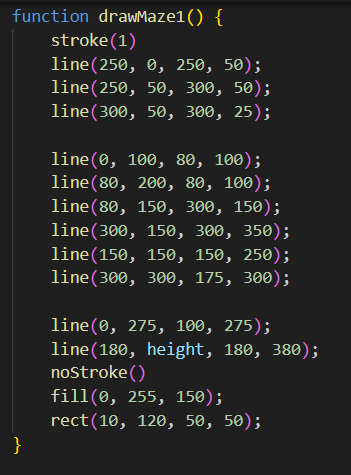 function drawMaze1() {
stroke(1)
line(250, 0, 250, 50);
line(250, 50, 300, 50);
line(300, 50, 300, 25);
line(0, 100, 80, 100);
line(80, 200, 80, 100);
line(80, 150, 300, 150);
line(300, 150, 300, 350);
line(150, 150, 150, 250);
line(300, 300, 175, 300);
line(0, 275, 100, 275);
line(180, height, 180, 380);
noStroke()
fill(0, 255, 150);
rect(10, 120, 50, 50);
}